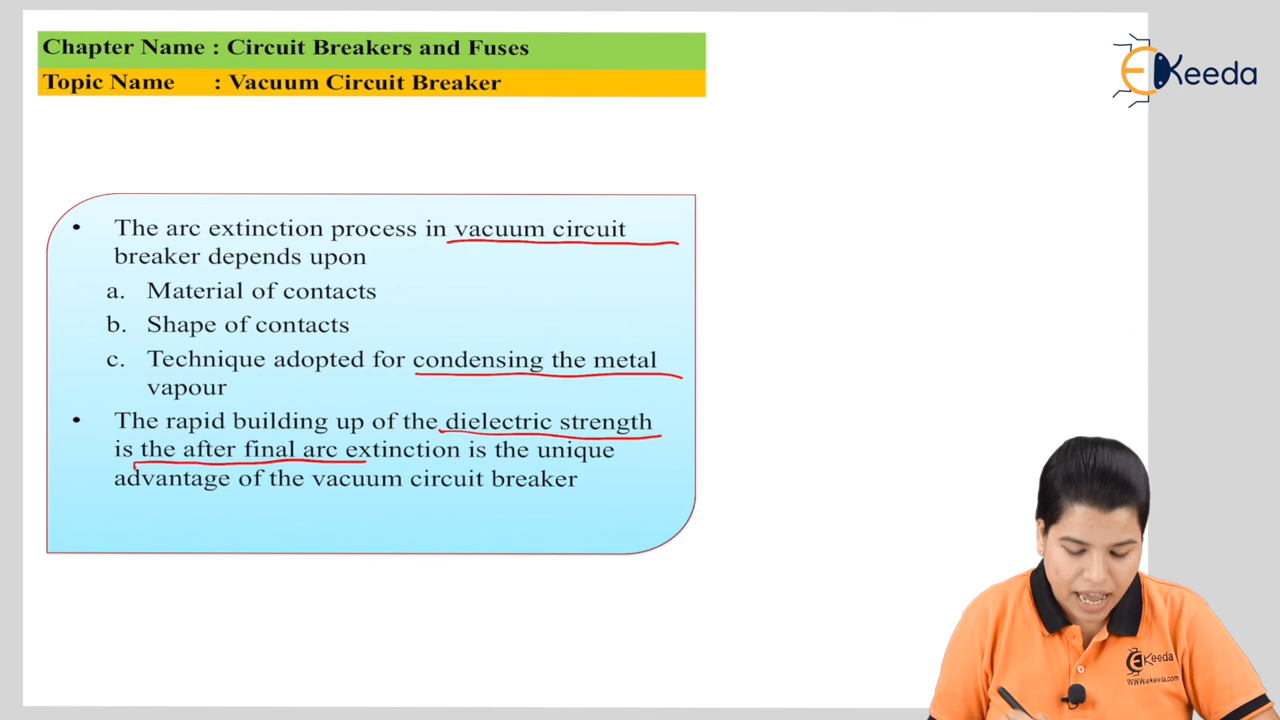 Chapter Name : Circuit Breakers and Fuses
Topic Name : Vacuum Circuit Breaker
EKeeda
• The arc extinction process in vacuum circuit
breaker depends upon
a. Material of contacts
b. Shape of contacts
c. Technique adopted for condensing the metal
vapour
• The rapid building up of the dielectric strength
is the after final arc extinction is the unique
advantage of the vacuum circuit breaker
EKeeda
www.ekeeda.com